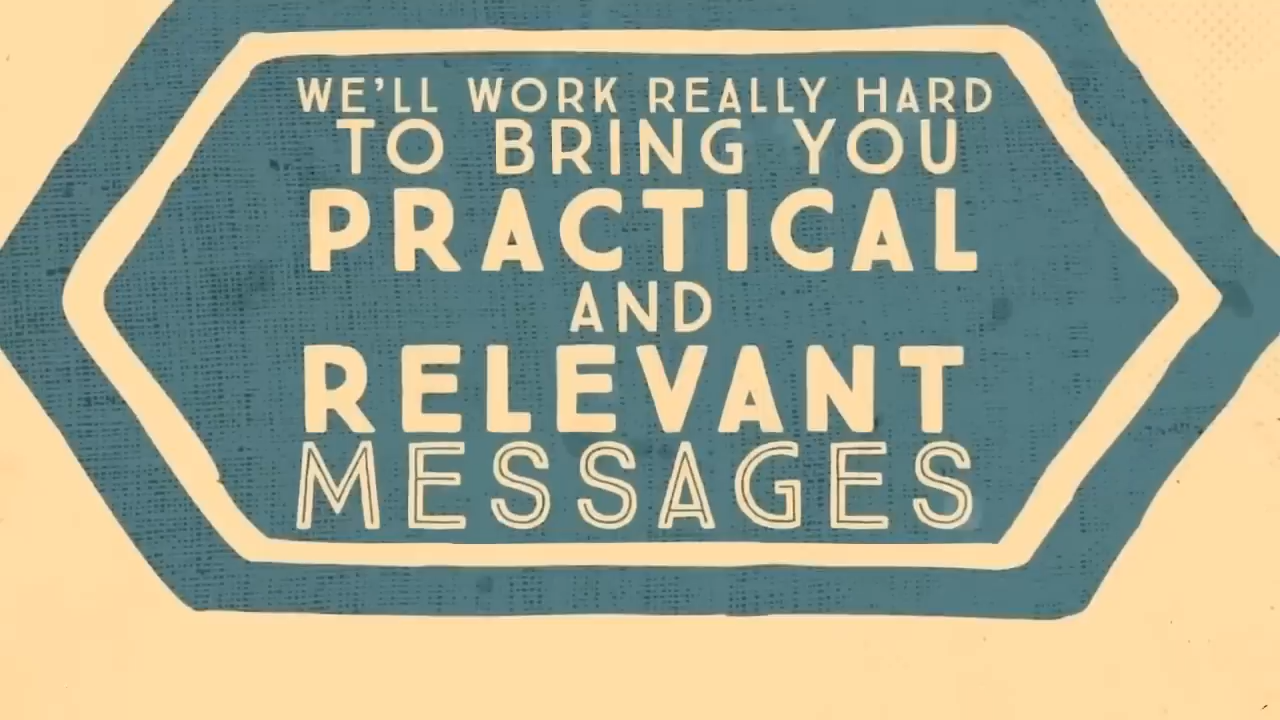 WE'LL WORK REALLY HARD
TO BRING YOU
PRACTICAL
AND
RELEVANT
MESSAGES